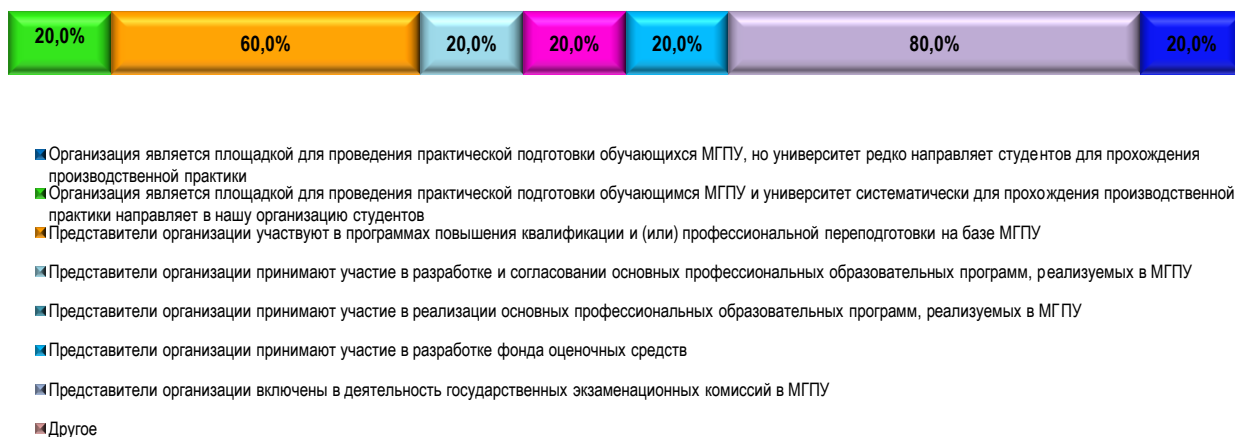 20,0% 60,0% 20,0% 20,0% 20,0% 80,0% 20,0%
Организация является площадкой для проведения практической подготовки обучающихся МГПУ, но университет редко направляет студентов для прохождения
производственной практики
Организация является площадкой для проведения практической подготовки обучающимся МГПУ и университет систематически для прохождения производственной
практики направляет в нашу организацию студентов
Представители организации участвуют в программах повышения квалификации и (или) профессиональной переподготовки на базе МГПУ
Представители организации принимают участие в разработке и согласовании основных профессиональных образовательных программ, реализуемых в МГПУ
Представители организации принимают участие в реализации основных профессиональных образовательных программ, реализуемых в МГПУ
Представители организации принимают участие в разработке фонда оценочных средств
Представители организации включены в деятельность государственных экзаменационных комиссий в МГПУ
Другое